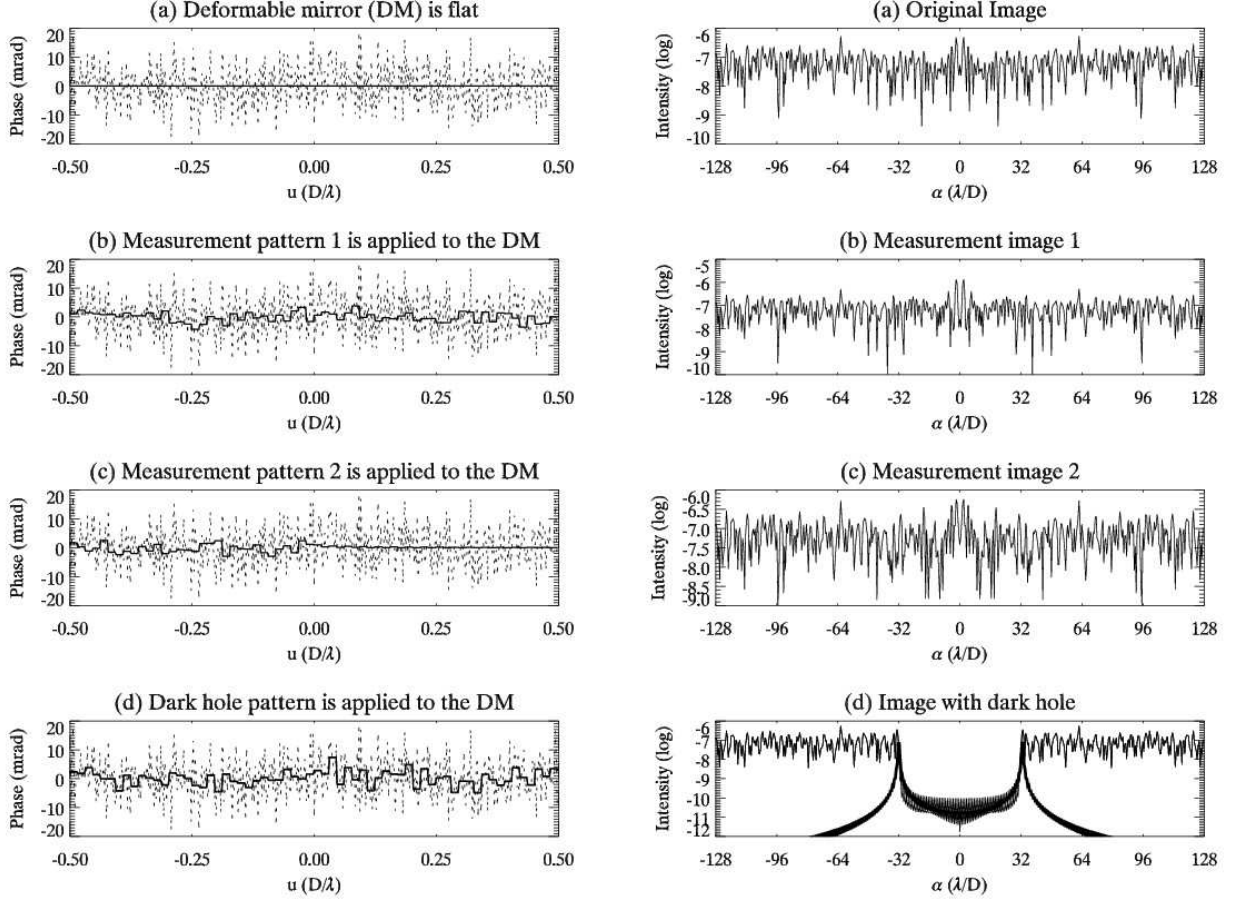 (a) Deformable mirror (DM) is flat
Phase (mrad)
20
10
0
-10
-20
-0.50 -0.25 0.00 0.25 0.50
u (D/λ)
(b) Measurement pattern 1 is applied to the DM
Phase (mrad)
20
10
0
-10
-20
-0.50 -0.25 0.00 0.25 0.50
u (D/λ)
(c) Measurement pattern 2 is applied to the DM
Phase (mrad)
20
10
0
-10
-20
-0.50 -0.25 0.00 0.25 0.50
u (D/λ)
(d) Dark hole pattern is applied to the DM
Phase (mrad)
20
10
0
-10
-20
-0.50 -0.25 0.00 0.25 0.50
u (D/λ)
(a) Original Image
Intensity (log)
-6
-7
-8
-9
-10
-128 -96 -64 -32 0 32 64 96 128
α (λ/D)
(b) Measurement image 1
Intensity (log)
-5
-6
-7
-8
-9
-10
-128 -96 -64 -32 0 32 64 96 128
α (λ/D)
(c) Measurement image 2
Intensity (log)
-6.0
-6.5
-7.0
-7.5
-8.0
-8.5
-9.0
-128 -96 -64 -32 0 32 64 96 128
α (λ/D)
(d) Image with dark hole
Intensity (log)
-6
-7
-8
-9
-10
-11
-12
-128 -96 -64 -32 0 32 64 96 128
α (λ/D)